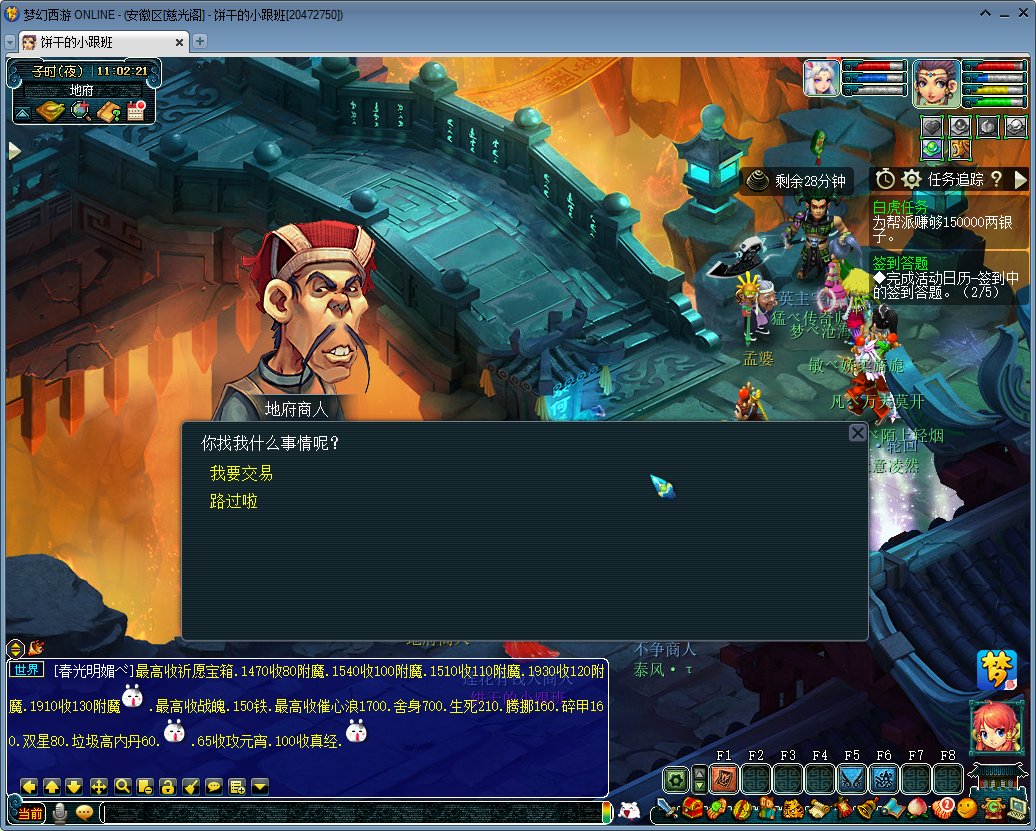 梦幻西游 ONLINE - (安徽区[慈光阁] - 饼干的小跟班[20472750])
饼干的小跟班
子时(夜) 11:02:21
地府
剩余28分钟
任务追踪 ?
白虎任务
为帮派赚够150000两银
子。
签到答题
◆完成活动日历—签到中
的签到答题。(2/5)
孟婆
地府商人
你找我什么事情呢?
我要交易
路过啦
轮回
不争商人
泰风·τ
世界 [春光明媚べ]最高收祈愿宝箱.1470收80附魔.1540收100附魔.1510收110附魔.1930收120附
魔.1910收130附魔 .最高收战魄.150铁.最高收催心浪1700.舍身700.生死210.腾挪160.碎甲16
0.双星80.垃圾高内丹60. .65收攻元宵.100收真经.
梦
F1 F2 F3 F4 F5 F6 F7 F8
当前
2